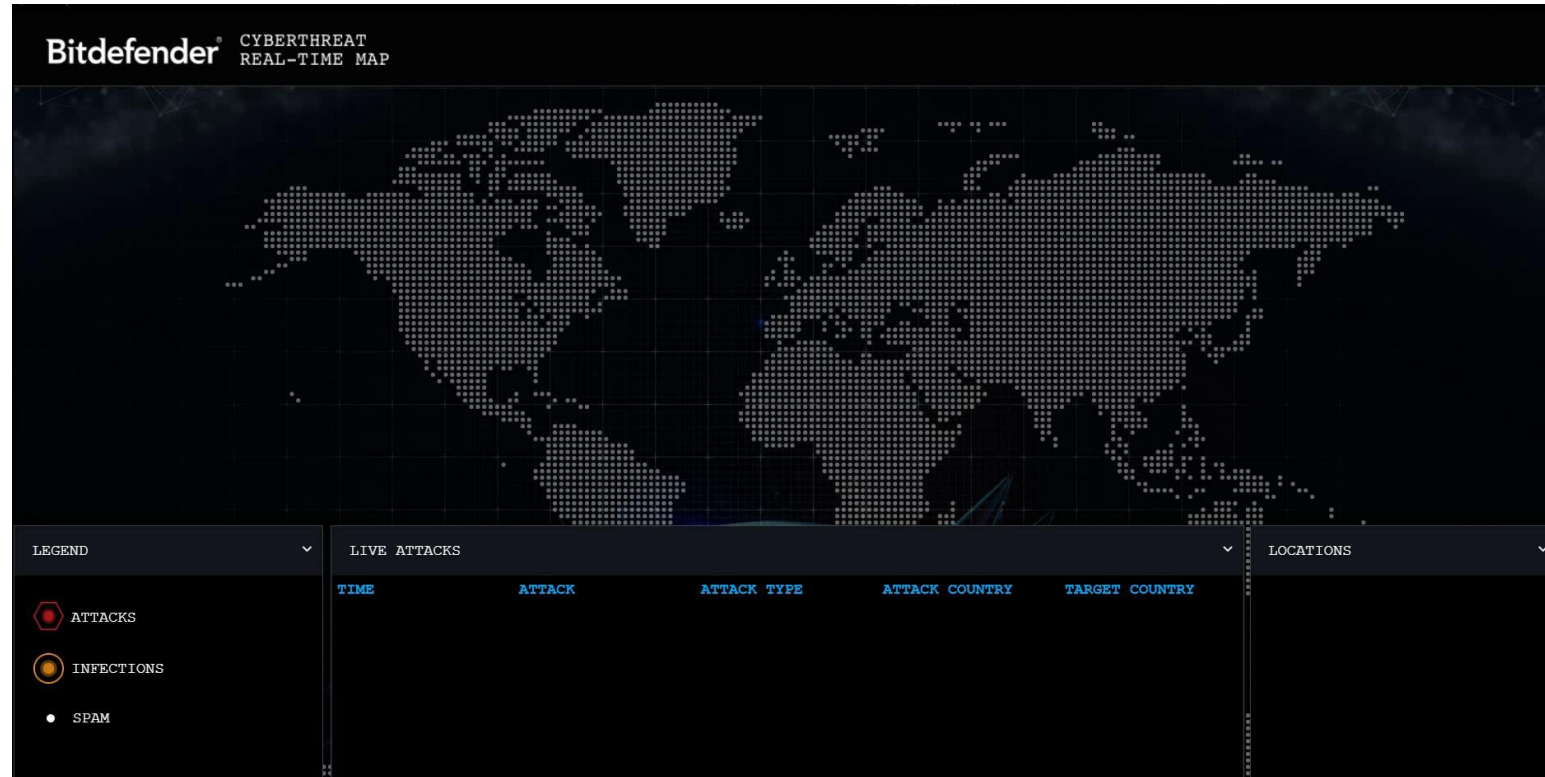 Bitdefender®
CYBERTHREAT
REAL-TIME MAP
LEGEND
ATTACKS
INFECTIONS
SPAM
LIVE ATTACKS
TIME ATTACK ATTACK TYPE ATTACK COUNTRY TARGET COUNTRY
LOCATIONS